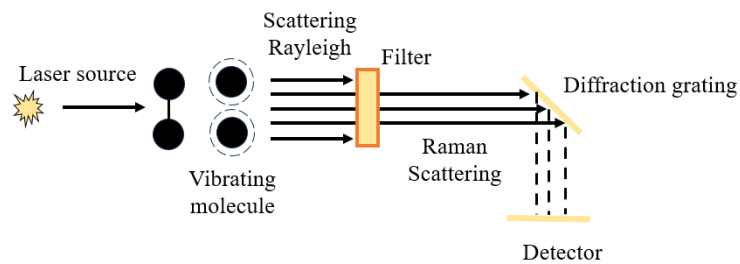 Scattering
Rayleigh
Filter
Laser source
Diffraction grating
Raman
Scattering
Vibrating
molecule
Detector